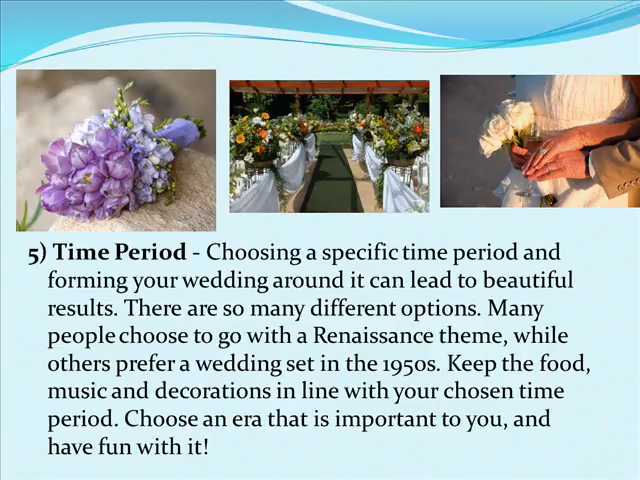 5) Time Period - Choosing a specific time period and
forming your wedding around it can lead to beautiful
results. There are so many different options. Many
people choose to go with a Renaissance theme, while
others prefer a wedding set in the 1950s. Keep the food,
music and decorations in line with your chosen time
period. Choose an era that is important to you, and
have fun with it!